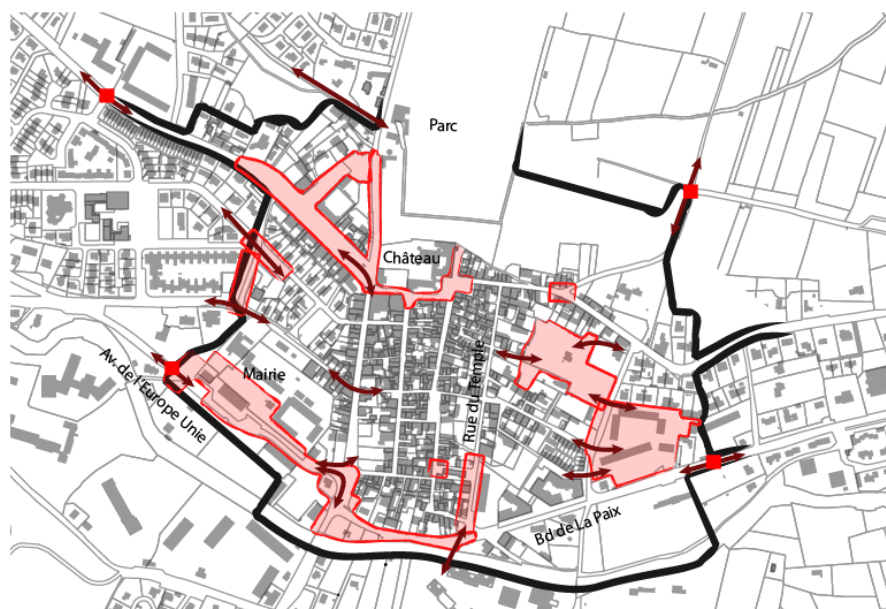 Parc
Château
Rue du Temple
Mairie
Av. de l'Europe Unie
Bd de La Paix